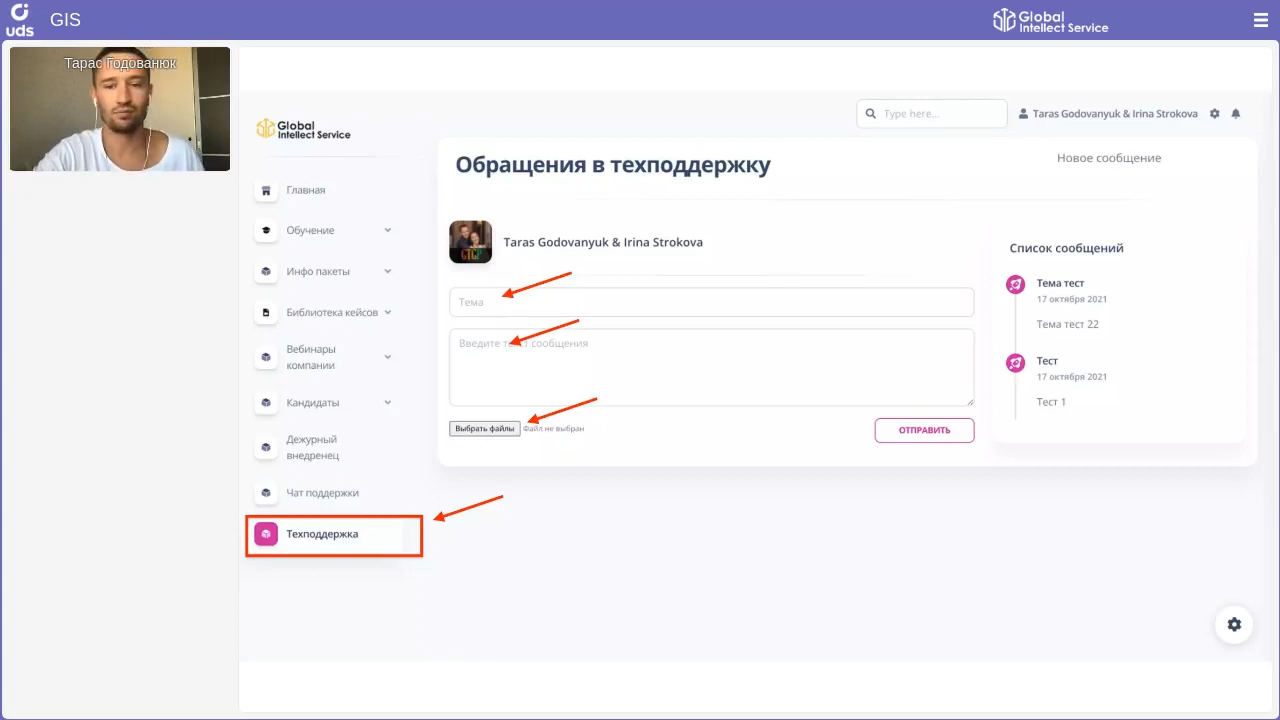 uds
GIS
Global
Intellect Service
Тарас Годованюк
Global
Intellect Service
Type here...
Taras Godovanyuk & Irina Strokova
Главная
Обучение
Инфо пакеты
Библиотека кейсов
Вебинары
компании
Кандидаты
Дежурный
внедренец
Чат поддержки
Техподдержка
Обращения в техподдержку
Новое сообщение
Taras Godovanyuk & Irina Strokova
Тема
Введите текст сообщения
Выбрать файлы
Файл не выбран
ОТПРАВИТЬ
Список сообщений
Тема тест
17 октября 2021
Тема тест 22
Тест
17 октября 2021
Тест 1